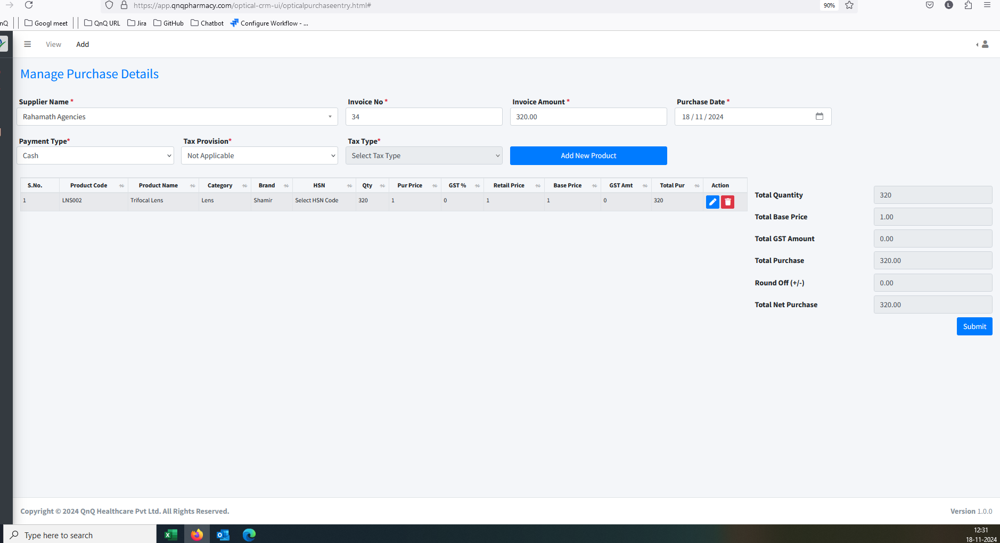 https://app.qnqpharmacy.com/optical-crm-ui/opticalpurchaseentry.html#
90%
L
nQ
Googl meet
QnQ URL
Jira
GitHub
Chatbot
Configure Workflow - ...
View
Add
Manage Purchase Details
Supplier Name *
Invoice No *
Invoice Amount *
Purchase Date *
Rahamath Agencies
34
320.00
18 / 11 / 2024
Payment Type*
Tax Provision*
Tax Type*
Cash
Not Applicable
Select Tax Type
Add New Product
S.No. Product Code Product Name Category Brand HSN Qty Pur Price GST % Retail Price Base Price GST Amt Total Pur Action
1 LNS002 Trifocal Lens Lens Shamir Select HSN Code 320 1 0 1 1 0 320
Total Quantity 320
Total Base Price 1.00
Total GST Amount 0.00
Total Purchase 320.00
Round Off (+/-) 0.00
Total Net Purchase 320.00
Submit
Copyright © 2024 QnQ Healthcare Pvt Ltd. All Rights Reserved.
Version 1.0.0
Type here to search
12:31
18-11-2024